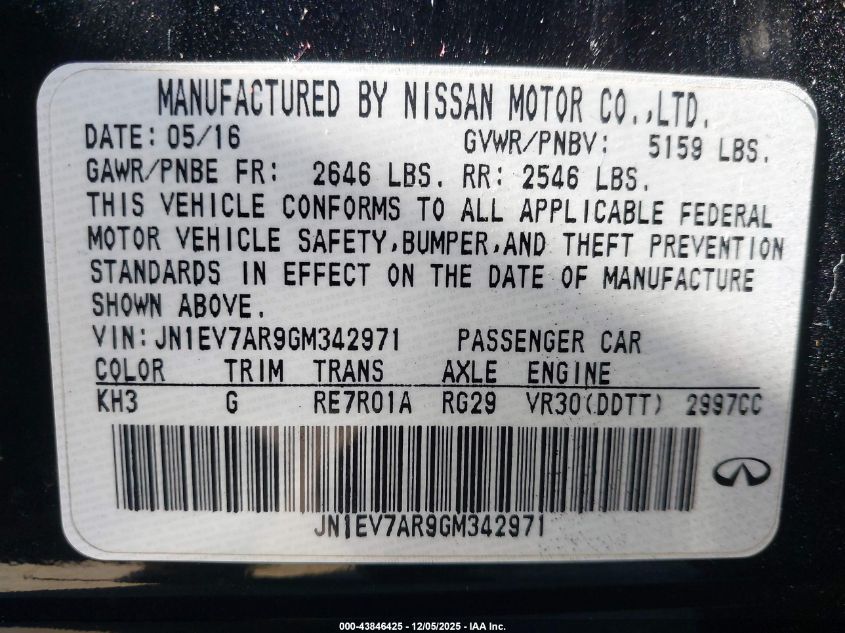 MANUFACTURED BY NISSAN MOTOR CO.,LTD.
DATE: 05/16 GVWR/PNBV: 5159 LBS.
GAWR/PNBE FR: 2646 LBS. RR: 2546 LBS.
THIS VEHICLE CONFORMS TO ALL APPLICABLE FEDERAL
MOTOR VEHICLE SAFETY,BUMPER,AND THEFT PREVENTION
STANDARDS IN EFFECT ON THE DATE OF MANUFACTURE
SHOWN ABOVE.
VIN:JN1EV7AR9GM342971 PASSENGER CAR
COLOR TRIM TRANS AXLE ENGINE
KH3 G RE7R01A RG29 VR30(DDTT) 2997CC
JN1EV7AR9GM342971
000-43846425 - 12/05/2025 - IAA Inc.